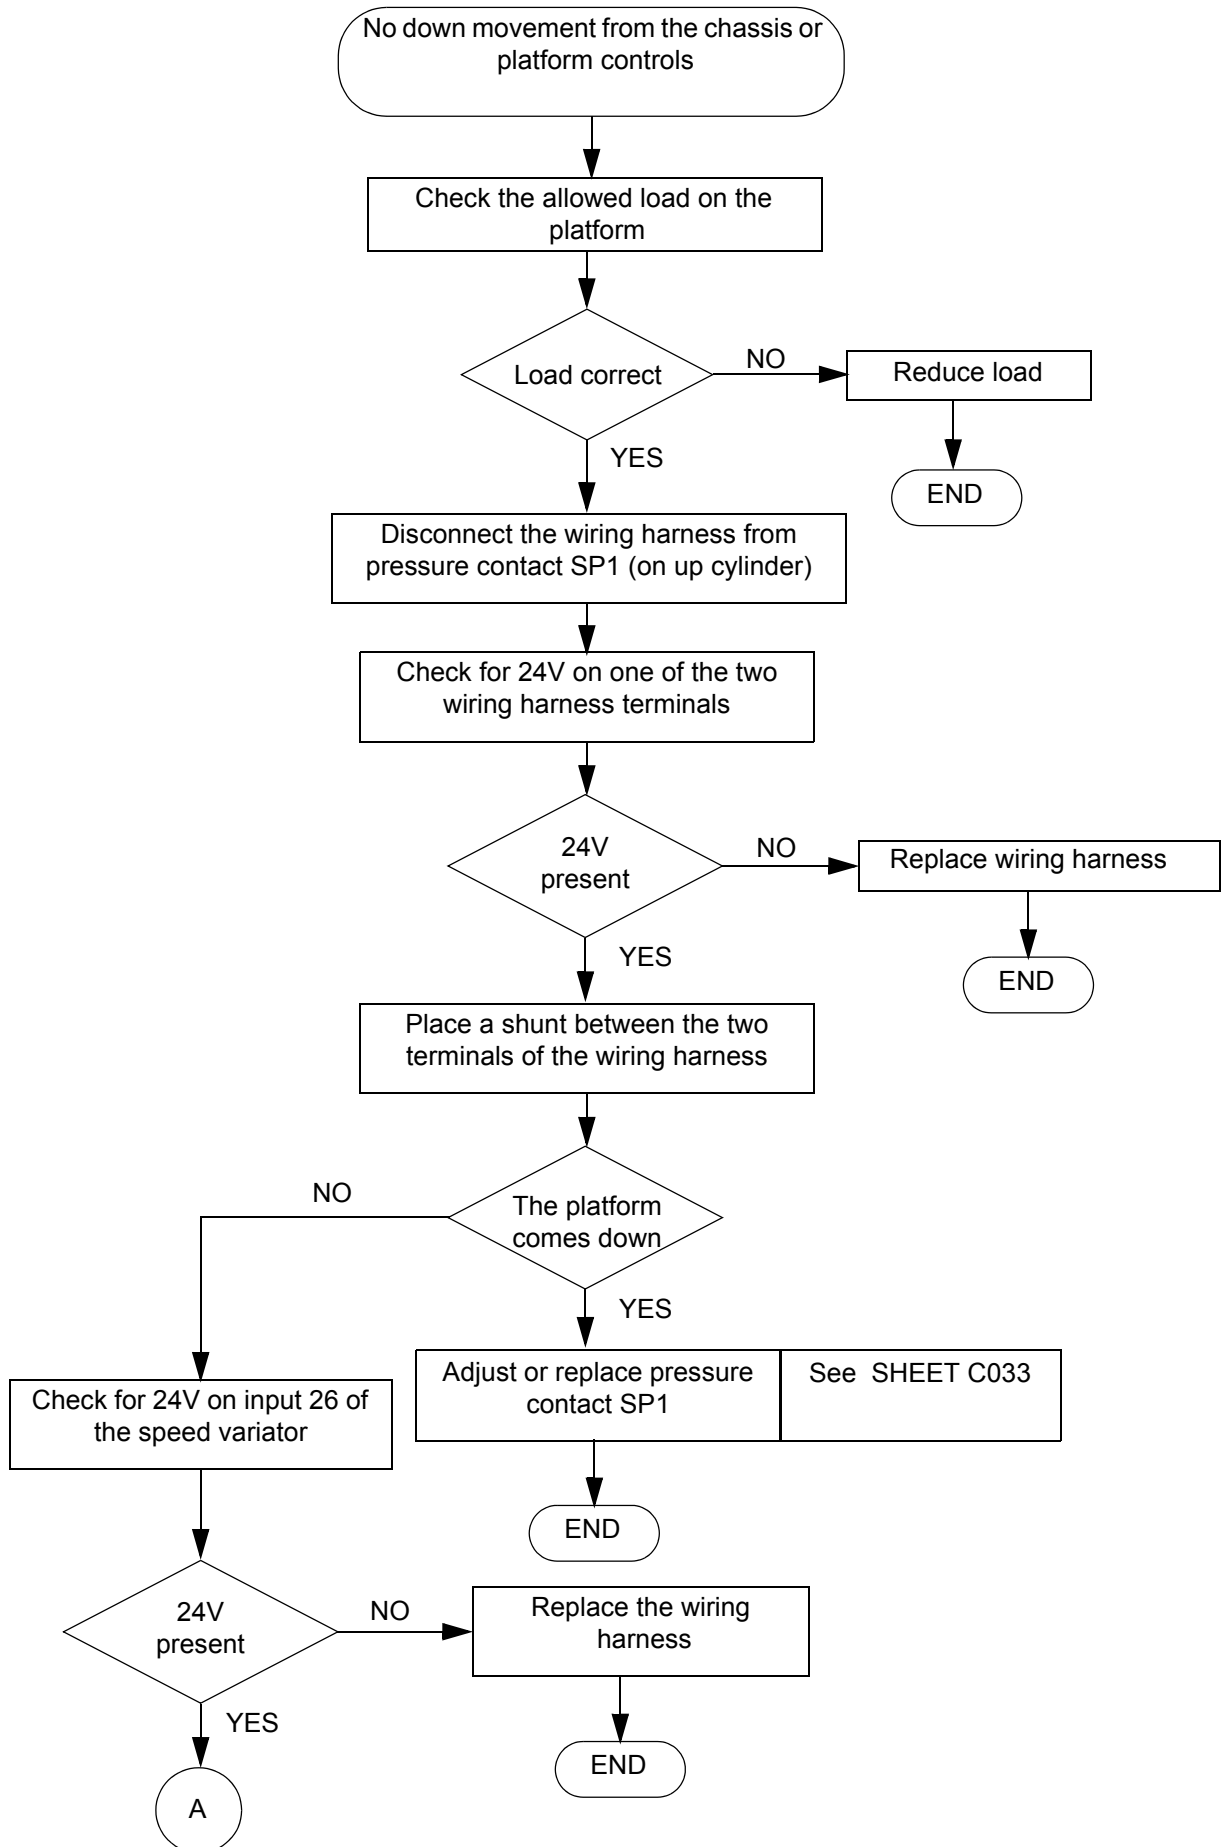 No down movement from the chassis or
platform controls
Check the allowed load on the
platform
Load correct
NO
Reduce load
YES
END
Disconnect the wiring harness from
pressure contact SP1 (on up cylinder)
Check for 24V on one of the two
wiring harness terminals
24V
present
NO
Replace wiring harness
YES
END
Place a shunt between the two
terminals of the wiring harness
NO
The platform
comes down
YES
Adjust or replace pressure
contact SP1
See SHEET C033
Check for 24V on input 26 of
the speed variator
END
24V
present
NO
Replace the wiring
harness
YES
END
A